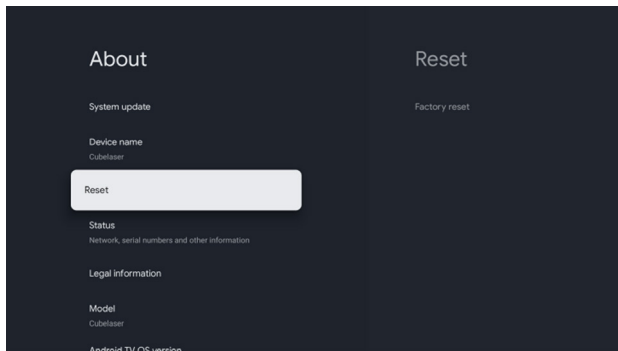 About
System update
Device name
Cubelaser
Reset
Status
Network, serial numbers and other information
Legal information
Model
Cubelaser
Android TV OS version
Reset
Factory reset